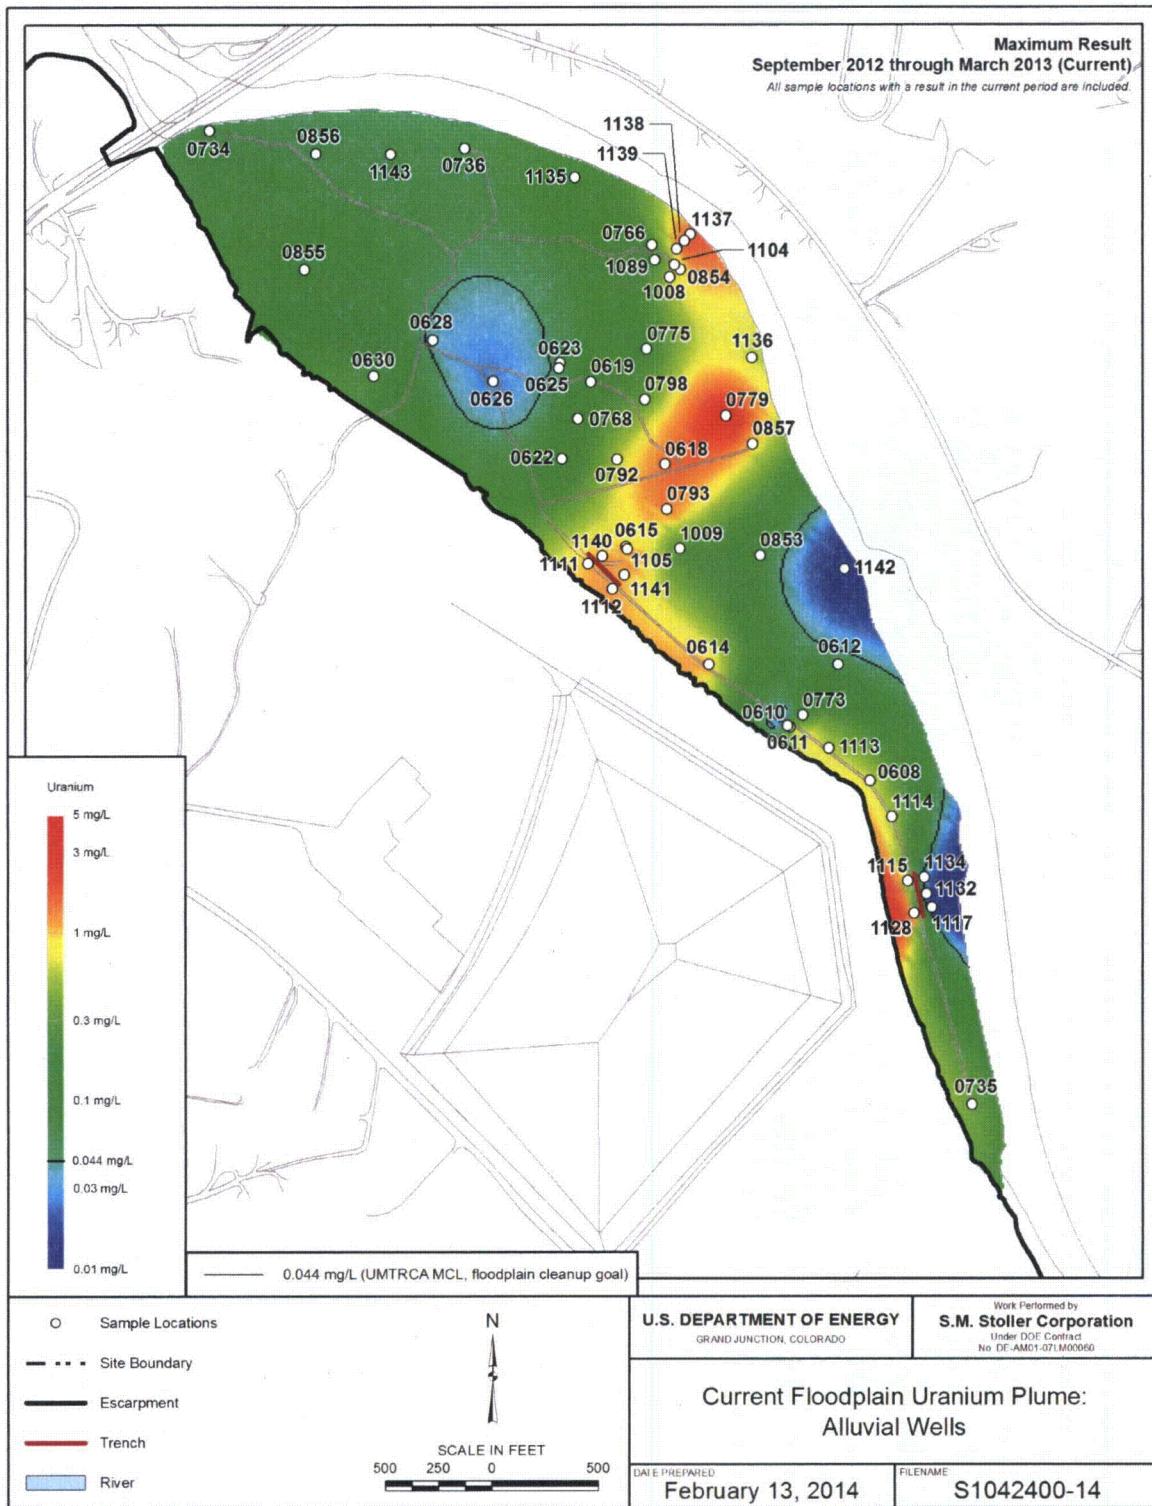 Maximum Result
September 2012 through March 2013 (Current)
All sample locations with a result in the current period are included.
1138
1139
0734
0856
1143
0736
1135
1137
0766
1104
1089
0854
1008
0855
0628
0775
1136
0623
0630
0619
0625
0626
0798
0779
0768
0857
0618
0622
0792
0793
0615
1009
1140
0853
1111
1105
1142
1141
1112
0614
0612
0610
0773
0611
1113
0608
1114
1115
1134
1132
1128
1117
0735
Uranium
5 mg/L
3 mg/L
1 mg/L
0.3 mg/L
0.1 mg/L
0.044 mg/L
0.03 mg/L
0.01 mg/L
0.044 mg/L (UMTRCA MCL, floodplain cleanup goal)
Sample Locations
Site Boundary
Escarpment
Trench
River
N
SCALE IN FEET
500 250 0 500
U.S. DEPARTMENT OF ENERGY
GRAND JUNCTION, COLORADO
Work Performed by
S.M. Stoller Corporation
Under DOE Contract
No. DE-AM01-07LM00060
Current Floodplain Uranium Plume:
Alluvial Wells
DATE PREPARED
February 13, 2014
FILENAME
S1042400-14